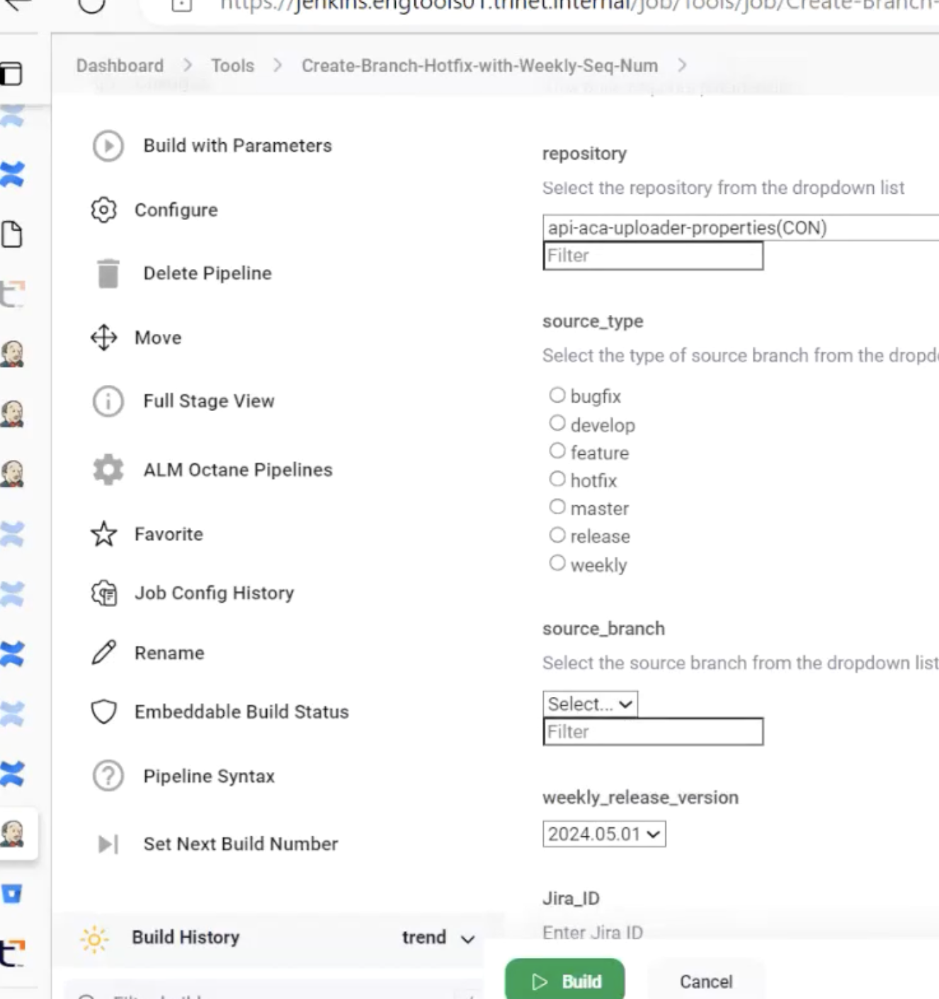 https://jenkins.engtools01.trinet.internal/job/Tools/job/Create-Branch-
Dashboard > Tools > Create-Branch-Hotfix-with-Weekly-Seq-Num >
Build with Parameters
Configure
Delete Pipeline
Move
Full Stage View
ALM Octane Pipelines
Favorite
Job Config History
Rename
Embeddable Build Status
Pipeline Syntax
Set Next Build Number
Build History trend
repository
Select the repository from the dropdown list
api-aca-uploader-properties(CON)
Filter
source_type
Select the type of source branch from the dropd
bugfix
develop
feature
hotfix
master
release
weekly
source_branch
Select the source branch from the dropdown list
Select...
Filter
weekly_release_version
2024.05.01
Jira_ID
Enter Jira ID
Build Cancel